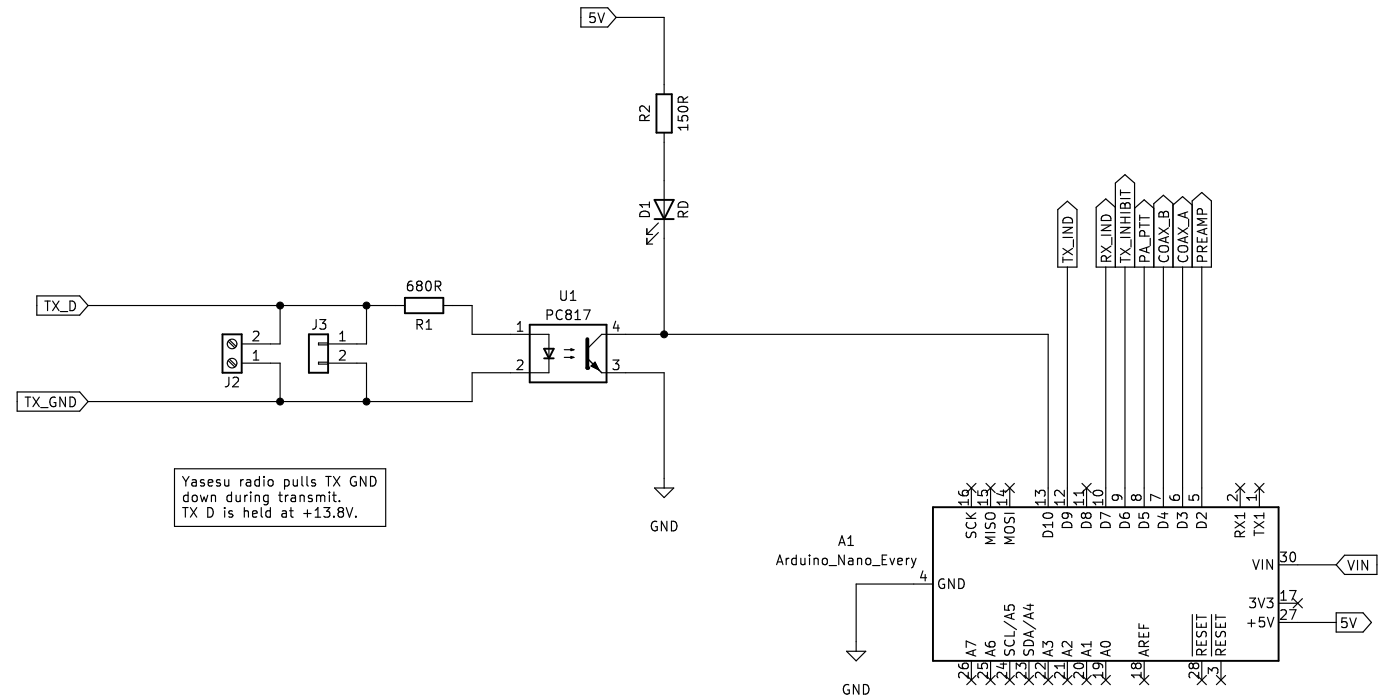 5V
R2
150R
D1
RD
TX_IND
RX_IND
TX_INHIBIT
PA_PTT
COAX_B
COAX_A
PREAMP
TX_D
680R
R1
U1
PC817
1
4
2
3
J3
2
1
1
2
J2
TX_GND
Yasesu radio pulls TX GND
down during transmit.
TX D is held at +13.8V.
GND
16
15
14
13
12
11
10
9
8
7
6
5
2
1
SCK
MISO
MOSI
D10
D9
D8
D7
D6
D5
D4
D3
D2
RX1
TX1
A1
Arduino_Nano_Every
4
GND
VIN
30
VIN
3V3
17
+5V
27
5V
A7
A6
SCL/A5
SDA/A4
A3
A2
A1
A0
AREF
RESET
RESET
26
25
24
23
22
21
20
19
18
28
3
GND